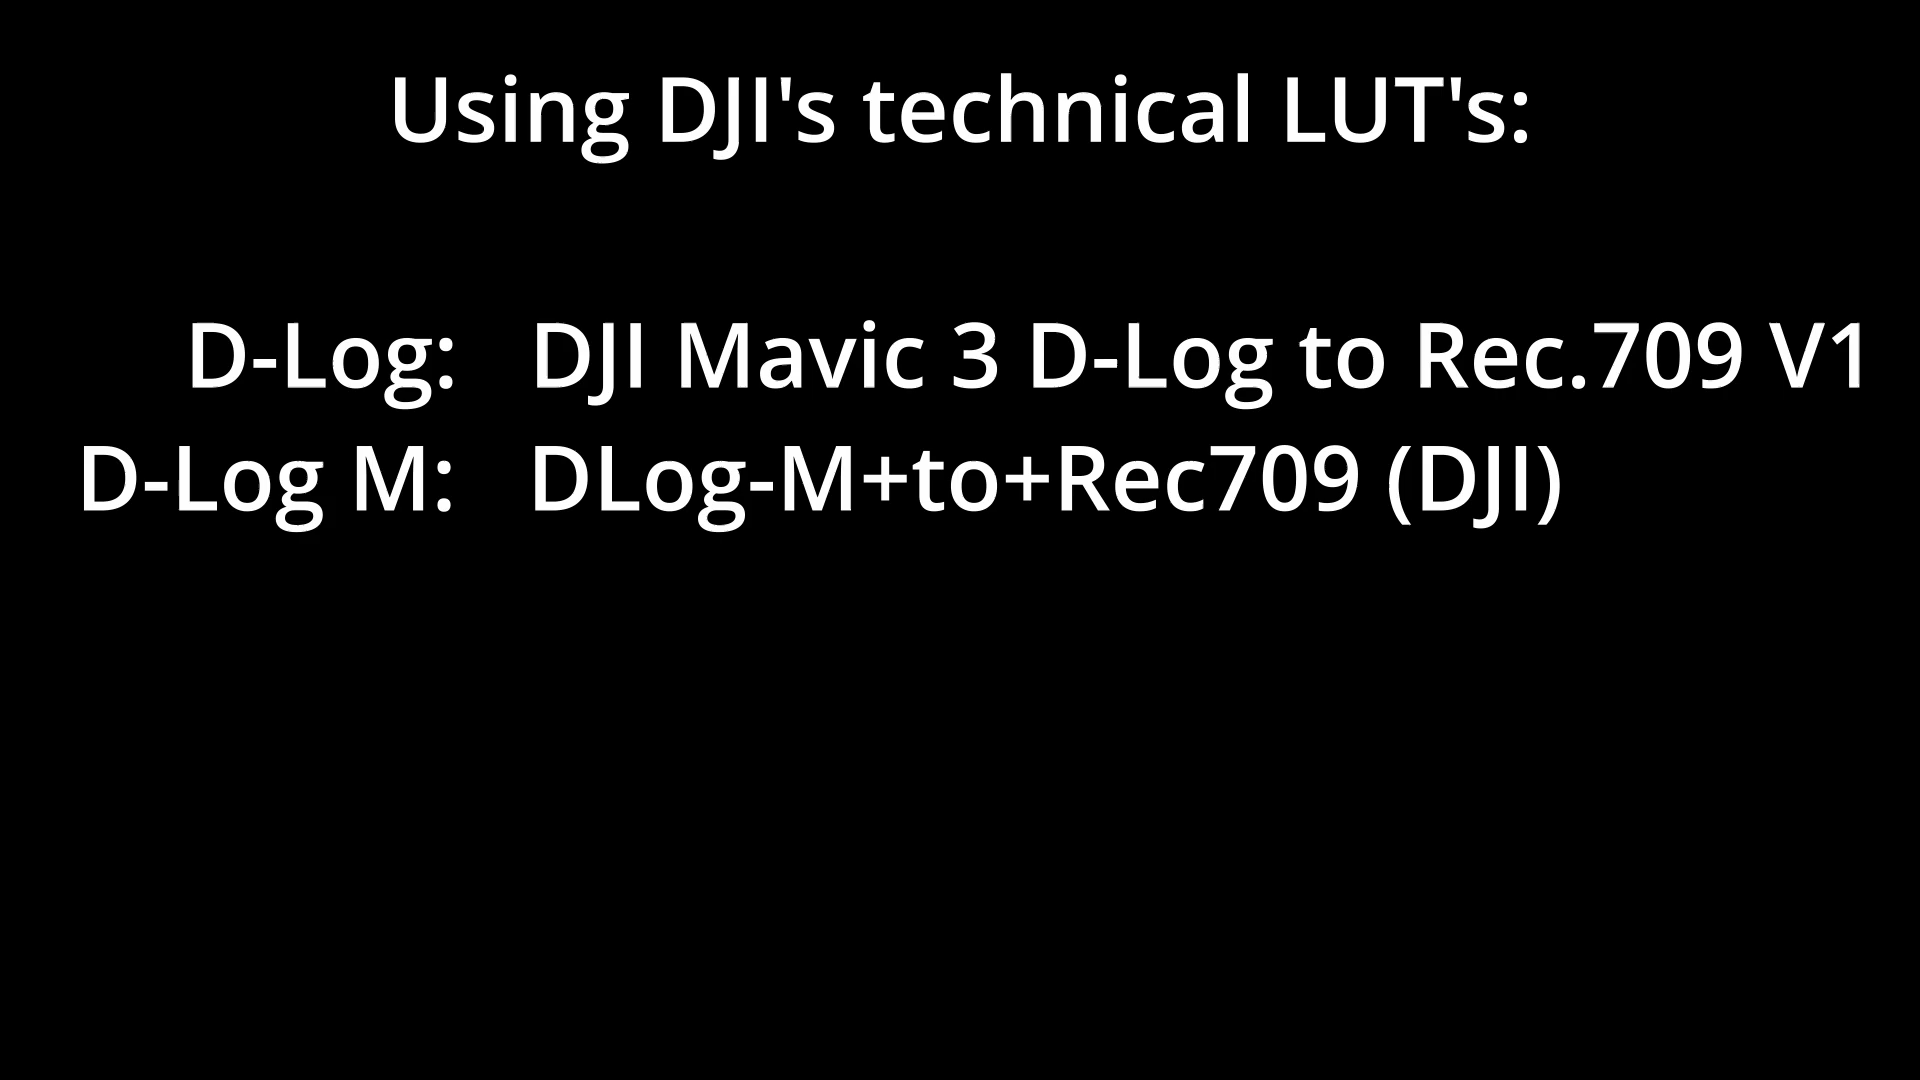 Using DJI's technical LUT's:
D-Log: DJI Mavic 3 D-Log to Rec.709 V1
D-Log M: DLog-M+to+Rec709 (DJI)